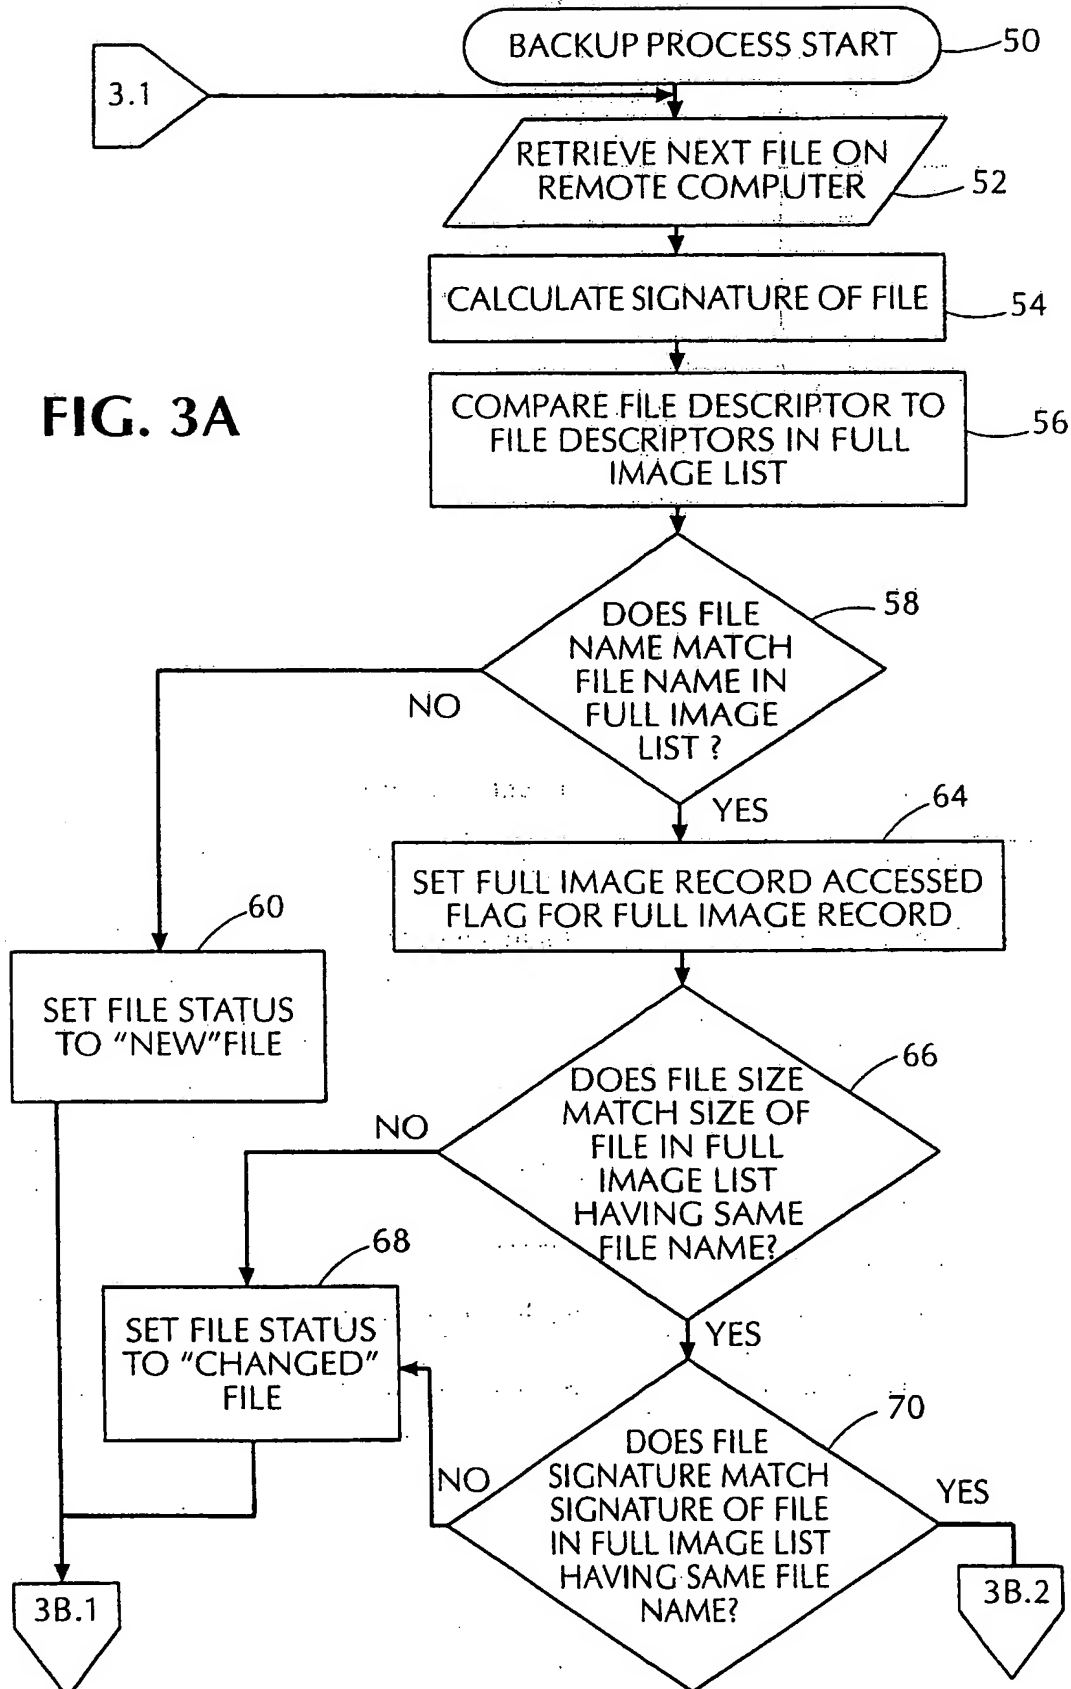 BACKUP PROCESS START
50
3.1
RETRIEVE NEXT FILE ON
REMOTE COMPUTER
52
CALCULATE SIGNATURE OF FILE
54
FIG. 3A
COMPARE FILE DESCRIPTOR TO
FILE DESCRIPTORS IN FULL
IMAGE LIST
56
DOES FILE
NAME MATCH
FILE NAME IN
FULL IMAGE
LIST ?
58
NO
YES
64
SET FULL IMAGE RECORD ACCESSED
FLAG FOR FULL IMAGE RECORD
60
SET FILE STATUS
TO "NEW"FILE
DOES FILE SIZE
MATCH SIZE OF
FILE IN FULL
IMAGE LIST
HAVING SAME
FILE NAME?
66
NO
YES
68
SET FILE STATUS
TO "CHANGED"
FILE
DOES FILE
SIGNATURE MATCH
SIGNATURE OF FILE
IN FULL IMAGE LIST
HAVING SAME FILE
NAME?
70
NO
YES
3B.1
3B.2